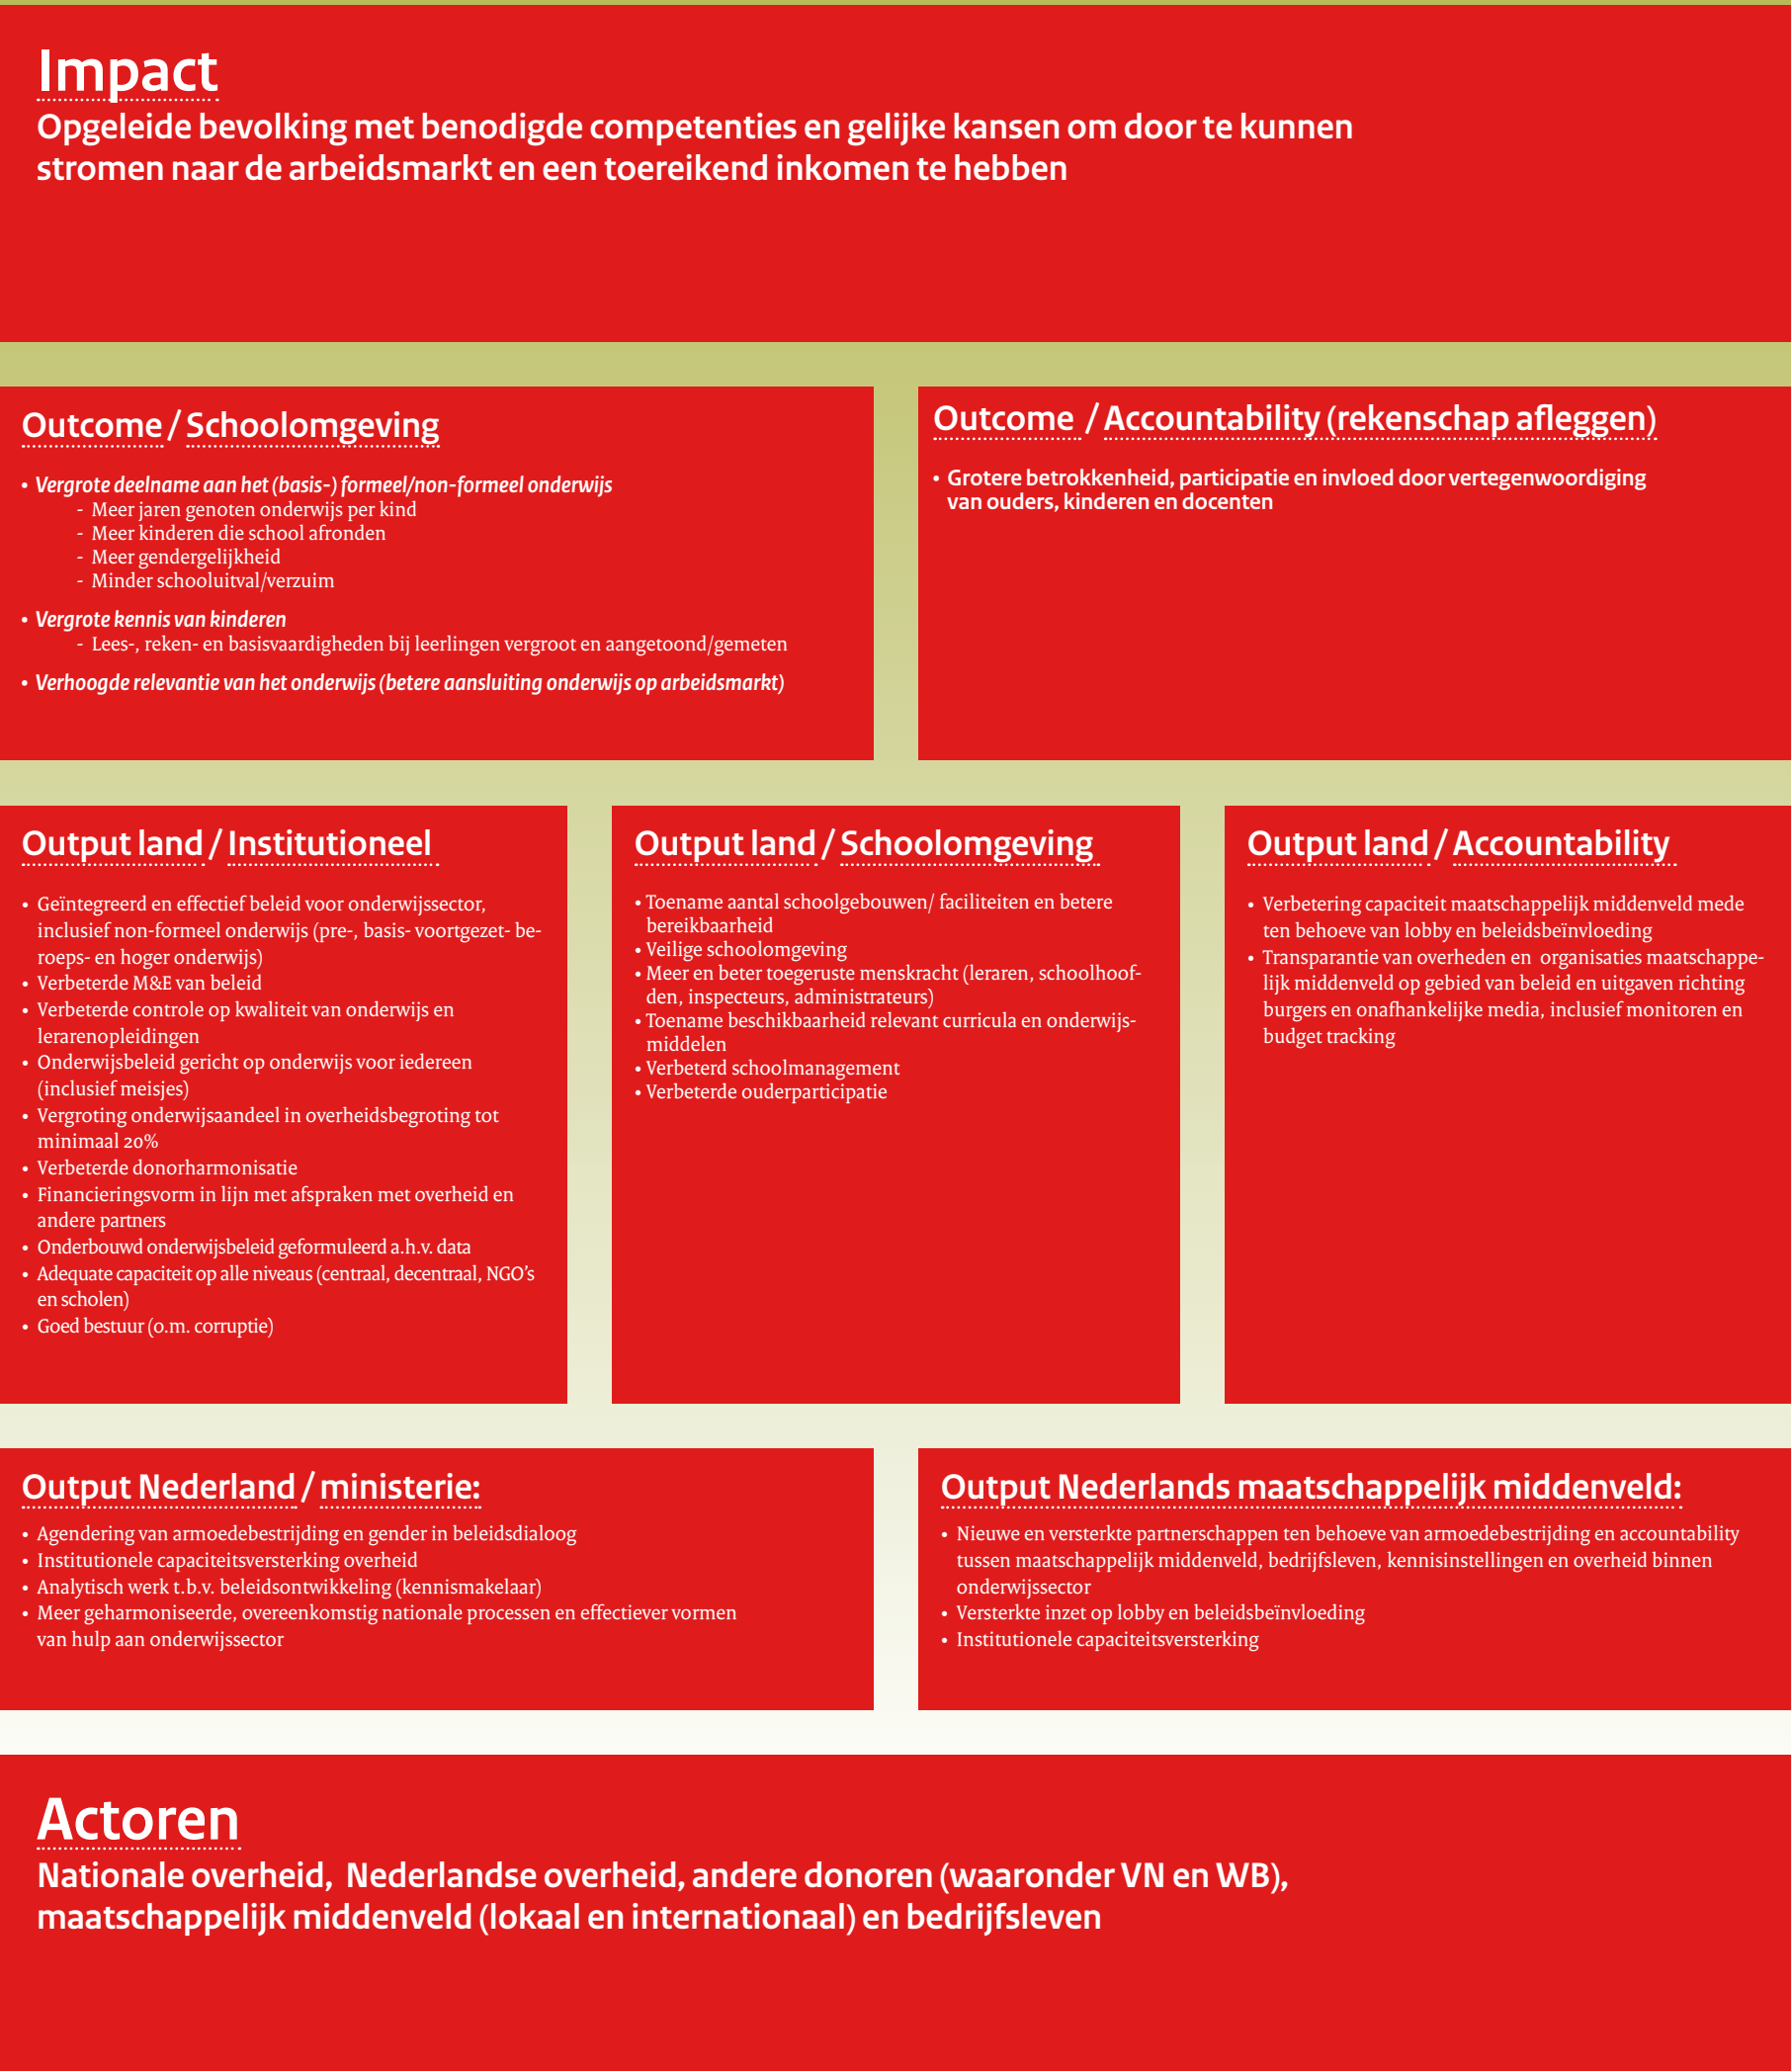 Impact
Opgeleide bevolking met benodigde competenties en gelijke kansen om door te kunnen
stromen naar de arbeidsmarkt en een toereikend inkomen te hebben
Outcome / Schoolomgeving
• Vergrote deelname aan het (basis-) formeel/non-formeel onderwijs
- Meer jaren genoten onderwijs per kind
- Meer kinderen die school afronden
- Meer gendergelijkheid
- Minder schooluitval/verzuim
• Vergrote kennis van kinderen
- Lees-, reken- en basisvaardigheden bij leerlingen vergroot en aangetoond/gemeten
• Verhoogde relevantie van het onderwijs (betere aansluiting onderwijs op arbeidsmarkt)
Outcome / Accountability (rekenschap afleggen)
• Grotere betrokkenheid, participatie en invloed door vertegenwoordiging
van ouders, kinderen en docenten
Output land / Institutioneel
• Geïntegreerd en effectief beleid voor onderwijssector,
inclusief non-formeel onderwijs (pre-, basis- voortgezet- be-
roeps- en hoger onderwijs)
• Verbeterde M&E van beleid
• Verbeterde controle op kwaliteit van onderwijs en
lerarenopleidingen
• Onderwijsbeleid gericht op onderwijs voor iedereen
(inclusief meisjes)
• Vergroting onderwijsaandeel in overheidsbegroting tot
minimaal 20%
• Verbeterde donorharmonisatie
• Financieringsvorm in lijn met afspraken met overheid en
andere partners
• Onderbouwd onderwijsbeleid geformuleerd a.h.v. data
• Adequate capaciteit op alle niveaus (centraal, decentraal, NGO's
en scholen)
• Goed bestuur (o.m. corruptie)
Output land / Schoolomgeving
• Toename aantal schoolgebouwen/ faciliteiten en betere
bereikbaarheid
• Veilige schoolomgeving
• Meer en beter toegeruste menskracht (leraren, schoolhoof-
den, inspecteurs, administrateurs)
• Toename beschikbaarheid relevant curricula en onderwijs-
middelen
• Verbeterd schoolmanagement
• Verbeterde ouderparticipatie
Output land / Accountability
• Verbetering capaciteit maatschappelijk middenveld mede
ten behoeve van lobby en beleidsbeïnvloeding
• Transparantie van overheden en organisaties maatschappe-
lijk middenveld op gebied van beleid en uitgaven richting
burgers en onafhankelijke media, inclusief monitoren en
budget tracking
Output Nederland / ministerie:
• Agendering van armoedebestrijding en gender in beleidsdialoog
• Institutionele capaciteitsversterking overheid
• Analytisch werk t.b.v. beleidsontwikkeling (kennismakelaar)
• Meer geharmoniseerde, overeenkomstig nationale processen en effectiever vormen
van hulp aan onderwijssector
Output Nederlands maatschappelijk middenveld:
• Nieuwe en versterkte partnerschappen ten behoeve van armoedebestrijding en accountability
tussen maatschappelijk middenveld, bedrijfsleven, kennisinstellingen en overheid binnen
onderwijssector
• Versterkte inzet op lobby en beleidsbeïnvloeding
• Institutionele capaciteitsversterking
Actoren
Nationale overheid, Nederlandse overheid, andere donoren (waaronder VN en WB),
maatschappelijk middenveld (lokaal en internationaal) en bedrijfsleven